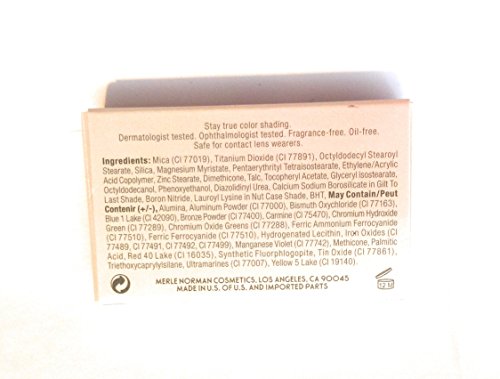 Stay true color shading.
Dermatologist tested. Ophthalmologist tested. Fragrance-free. Oil-free.
Safe for contact lens wearers.
Ingredients: Mica (CI 77019), Titanium Dioxide (CI 77891), Octyldodecyl Stearoyl
Stearate, Silica, Magnesium Myristate, Pentaerythrityl Tetraisostearate, Ethylene/Acrylic
Acid Copolymer, Zinc Stearate, Dimethicone, Talc, Tocopheryl Acetate, Glyceryl Isostearate,
Octyldodecanol, Phenoxyethanol, Diazolidinyl Urea, Calcium Sodium Borosilicate in Gilt To
Last Shade, Boron Nitride, Lauroyl Lysine in Nut Case Shade, BHT, May Contain/Peut
Contenir (+/-), Alumina, Aluminum Powder (CI 77000), Bismuth Oxychloride (CI 77163),
Blue 1 Lake (CI 42090), Bronze Powder (CI 77400), Carmine (CI 75470), Chromium Hydroxide
Green (CI 77289), Chromium Oxide Greens (CI 77288), Ferric Ammonium Ferrocyanide
(CI 77510), Ferric Ferrocyanide (CI 77510), Hydrogenated Lecithin, Iron Oxides (CI
77489, CI 77491, CI 77492, CI 77499), Manganese Violet (CI 77742), Methicone, Palmitic
Acid, Red 40 Lake (CI 16035), Synthetic Fluorphlogopite, Tin Oxide (CI 77861),
Triethoxycaprylylsilane, Ultramarines (CI 77007), Yellow 5 Lake (CI 19140).
MERLE NORMAN COSMETICS, LOS ANGELES, CA 90045
MADE IN U.S. OF U.S. AND IMPORTED PARTS
12 M